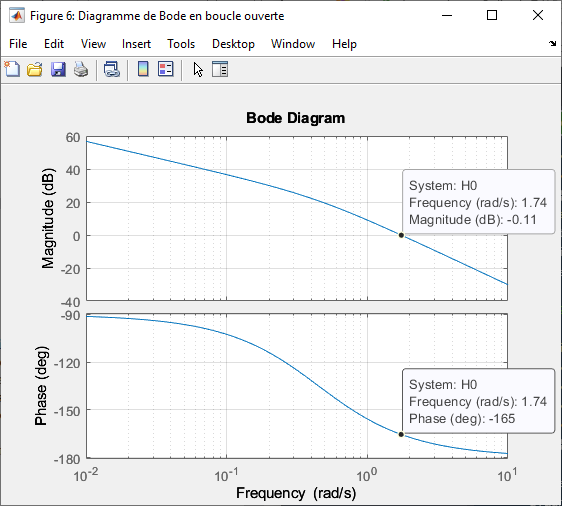 Figure 6: Diagramme de Bode en boucle ouverte
File Edit View Insert Tools Desktop Window Help
Bode Diagram
60
40
20
0
-20
-40
Magnitude (dB)
System: H0
Frequency (rad/s): 1.74
Magnitude (dB): -0.11
-90
-120
-150
-180
Phase (deg)
System: H0
Frequency (rad/s): 1.74
Phase (deg): -165
10^-2 10^-1 10^0 10^1
Frequency (rad/s)